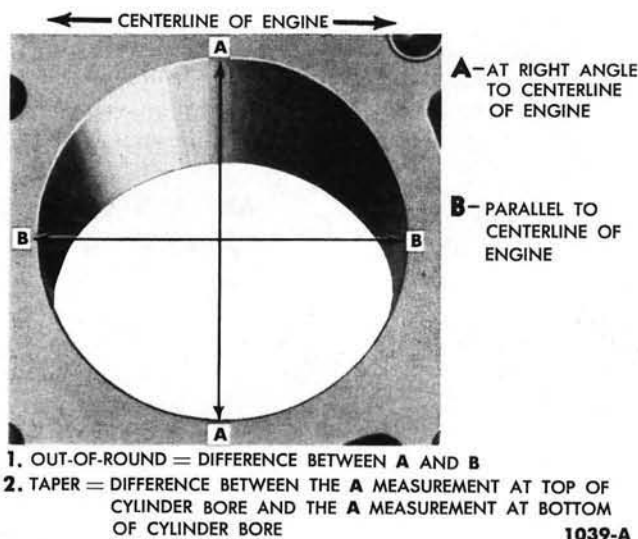 CENTERLINE OF ENGINE
A
A – AT RIGHT ANGLE
TO CENTERLINE
OF ENGINE
B
B
B – PARALLEL TO
CENTERLINE OF
ENGINE
A
1. OUT-OF-ROUND = DIFFERENCE BETWEEN A AND B
2. TAPER = DIFFERENCE BETWEEN THE A MEASUREMENT AT TOP OF
CYLINDER BORE AND THE A MEASUREMENT AT BOTTOM
OF CYLINDER BORE
1039-A